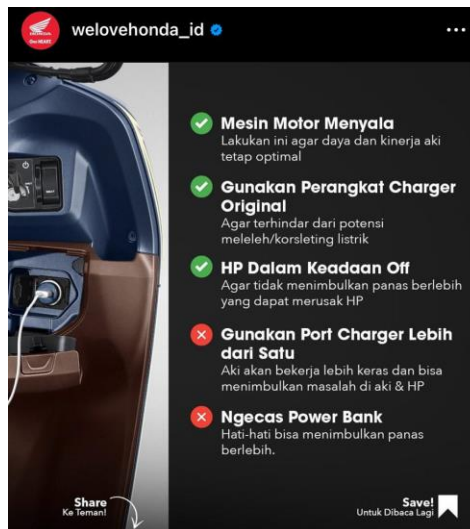 HONDA
One HEART.
welovehonda_id
Mesin Motor Menyala
Lakukan ini agar daya dan kinerja aki
tetap optimal
Gunakan Perangkat Charger
Original
Agar terhindar dari potensi
meleleh/korsleting listrik
HP Dalam Keadaan Off
Agar tidak menimbulkan panas berlebih
yang dapat merusak HP
Gunakan Port Charger Lebih
dari Satu
Aki akan bekerja lebih keras dan bisa
menimbulkan masalah di aki & HP
Ngecas Power Bank
Hati-hati bisa menimbulkan panas
berlebih.
Share
Ke Teman!
Save!
Untuk Dibaca Lagi